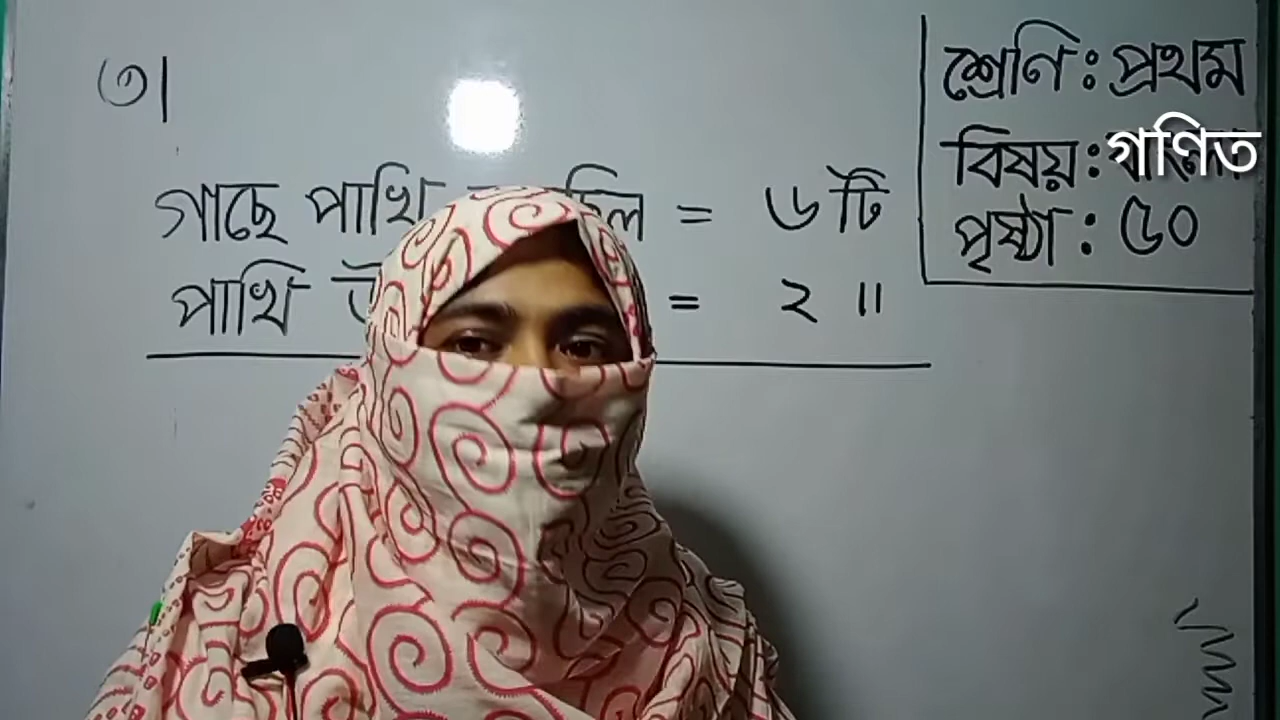 ৩|
গাছে পাখি = ৬টি
পাখি = ২ ॥
শ্রেণি : প্রথম
বিষয় : গণিত
পৃষ্ঠা : ৫০